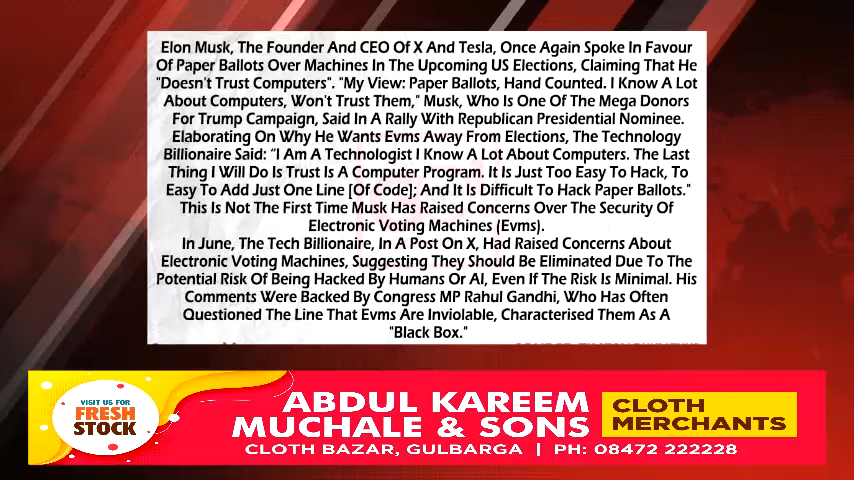 Elon Musk, The Founder And CEO Of X And Tesla, Once Again Spoke In Favour
Of Paper Ballots Over Machines In The Upcoming US Elections, Claiming That He
"Doesn't Trust Computers". "My View: Paper Ballots, Hand Counted. I Know A Lot
About Computers, Won't Trust Them," Musk, Who Is One Of The Mega Donors
For Trump Campaign, Said In A Rally With Republican Presidential Nominee.
Elaborating On Why He Wants Evms Away From Elections, The Technology
Billionaire Said: “I Am A Technologist I Know A Lot About Computers. The Last
Thing I Will Do Is Trust Is A Computer Program. It Is Just Too Easy To Hack, To
Easy To Add Just One Line [Of Code]; And It Is Difficult To Hack Paper Ballots."
This Is Not The First Time Musk Has Raised Concerns Over The Security Of
Electronic Voting Machines (Evms).
In June, The Tech Billionaire, In A Post On X, Had Raised Concerns About
Electronic Voting Machines, Suggesting They Should Be Eliminated Due To The
Potential Risk Of Being Hacked By Humans Or AI, Even If The Risk Is Minimal. His
Comments Were Backed By Congress MP Rahul Gandhi, Who Has Often
Questioned The Line That Evms Are Inviolable, Characterised Them As A
"Black Box."
VISIT US FOR
FRESH
STOCK
ABDUL KAREEM
MUCHALE & SONS
CLOTH
MERCHANTS
CLOTH BAZAR, GULBARGA | PH: 08472 222228